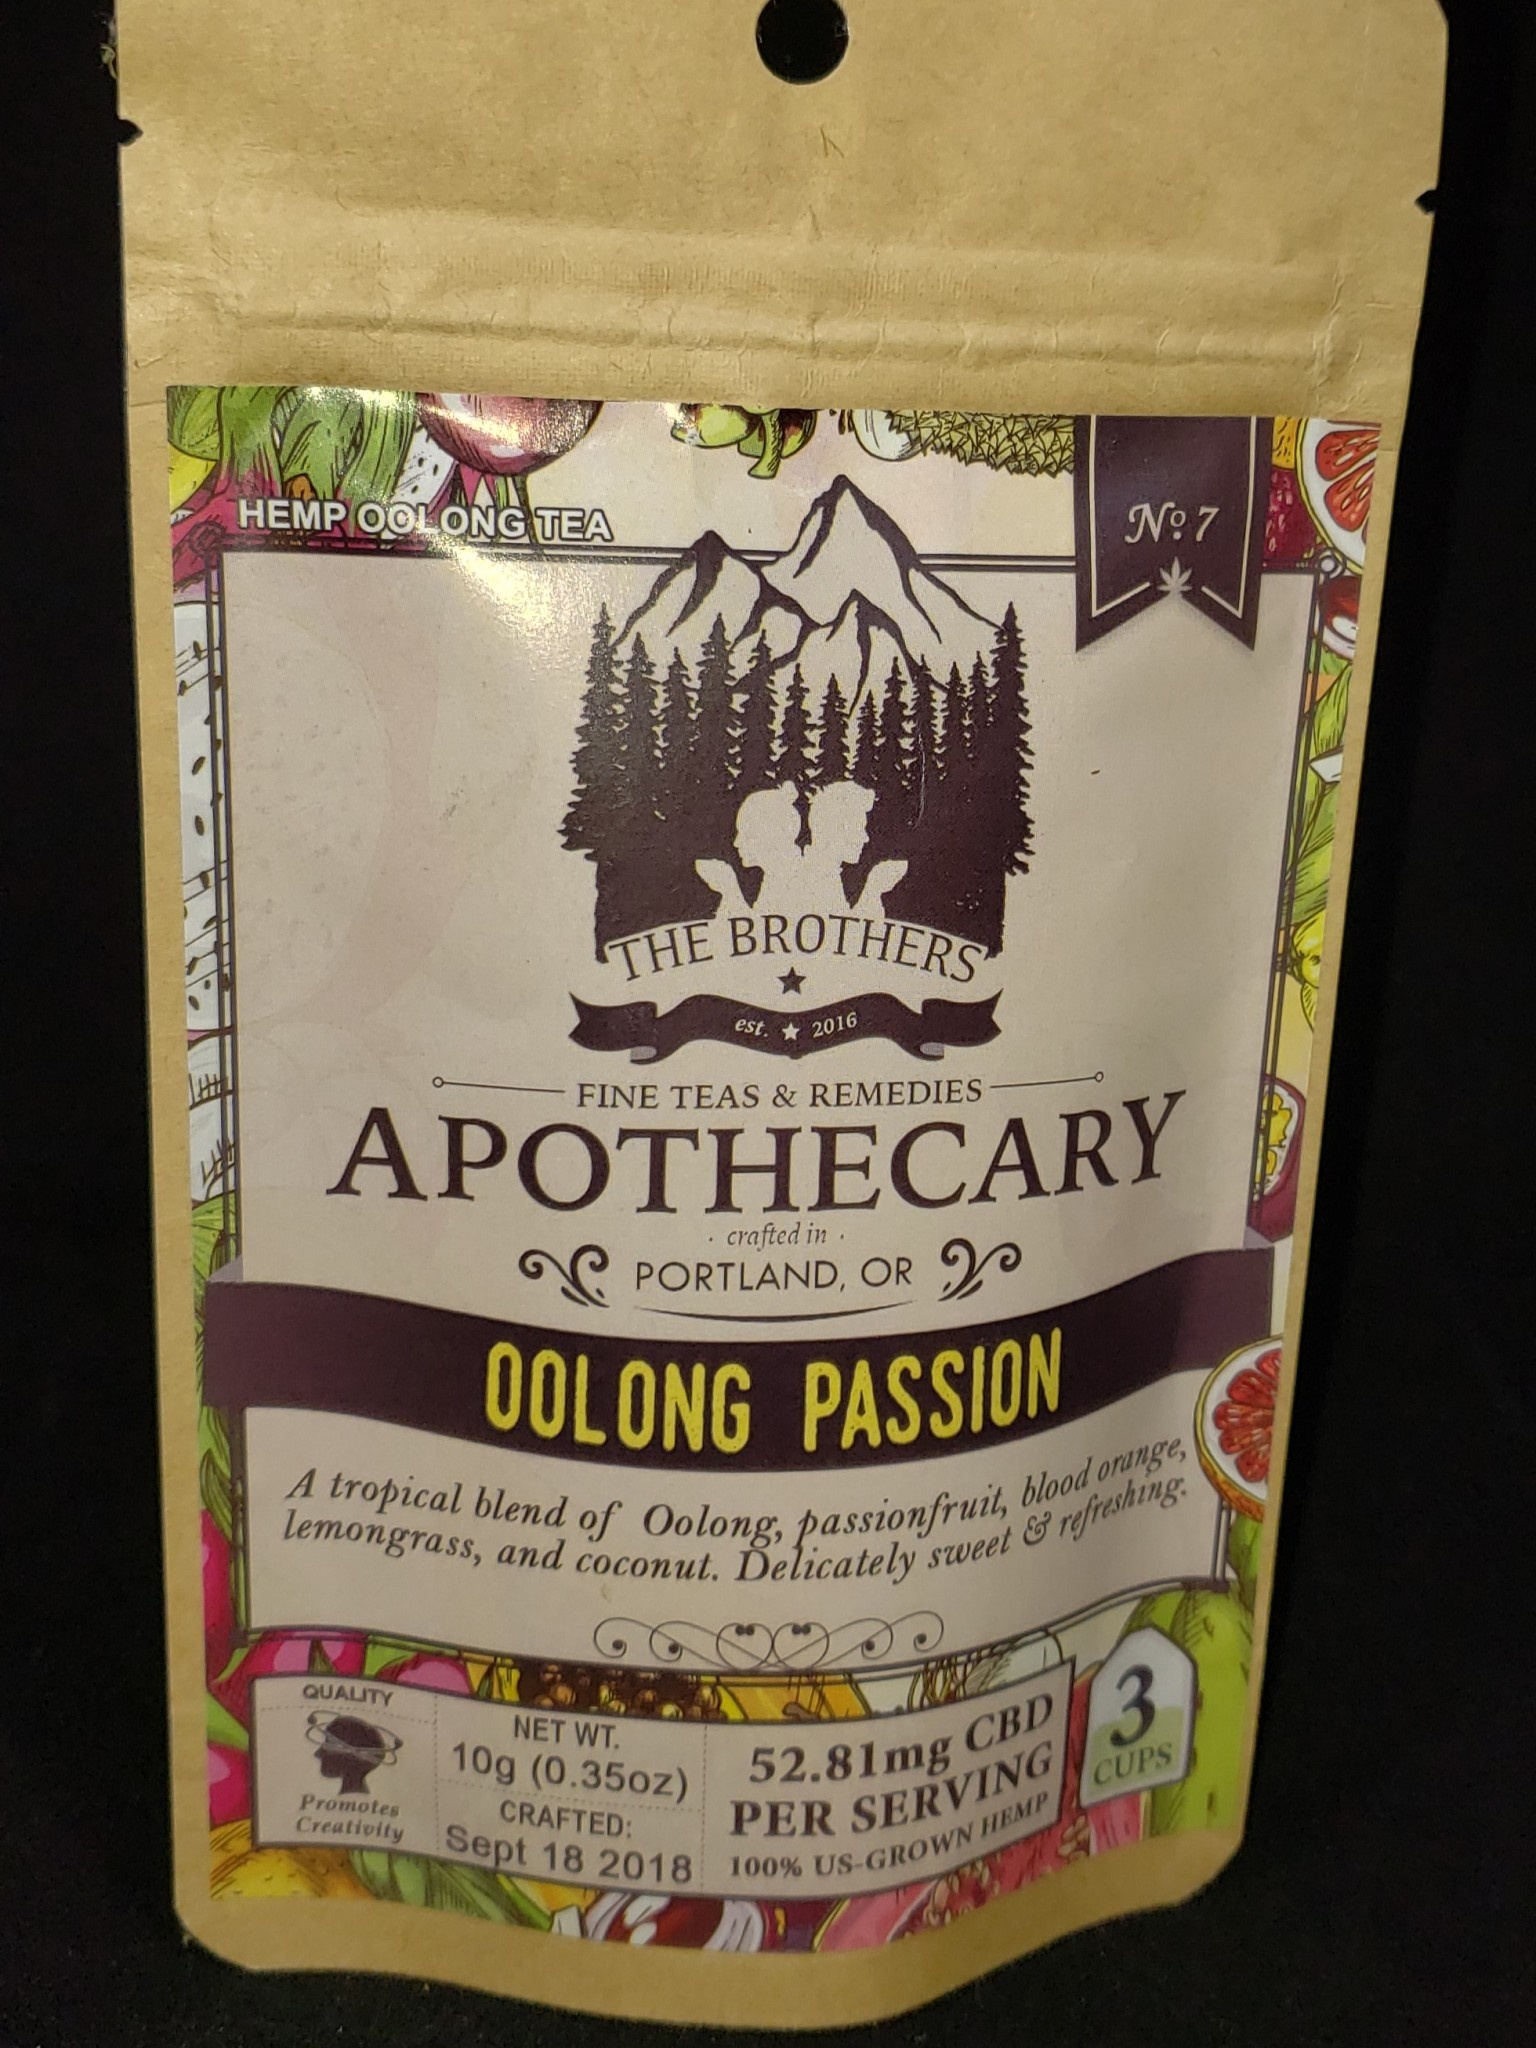 HEMP OOLONG TEA
Nº 7
THE BROTHERS
est. 2016
FINE TEAS & REMEDIES
APOTHECARY
· crafted in ·
PORTLAND, OR
OOLONG PASSION
A tropical blend of Oolong, passionfruit, blood orange,
lemongrass, and coconut. Delicately sweet & refreshing.
QUALITY
Promotes
Creativity
NET WT.
10g (0.35oz)
CRAFTED:
Sept 18 2018
52.81mg CBD
PER SERVING
100% US-GROWN HEMP
3
CUPS